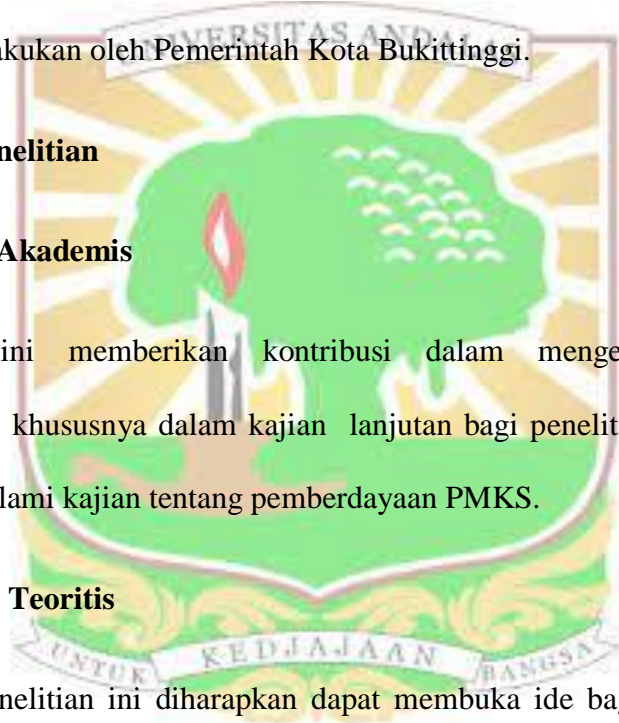 UNIVERSITAS ANDALAS
akukan oleh Pemerintah Kota Bukittinggi.
nelitian
Akademis
ini memberikan kontribusi dalam menge
khususnya dalam kajian lanjutan bagi penelit
lami kajian tentang pemberdayaan PMKS.
Teoritis
UNTUK KEDJAJAAN BANGSA
nelitian ini diharapkan dapat membuka ide bag